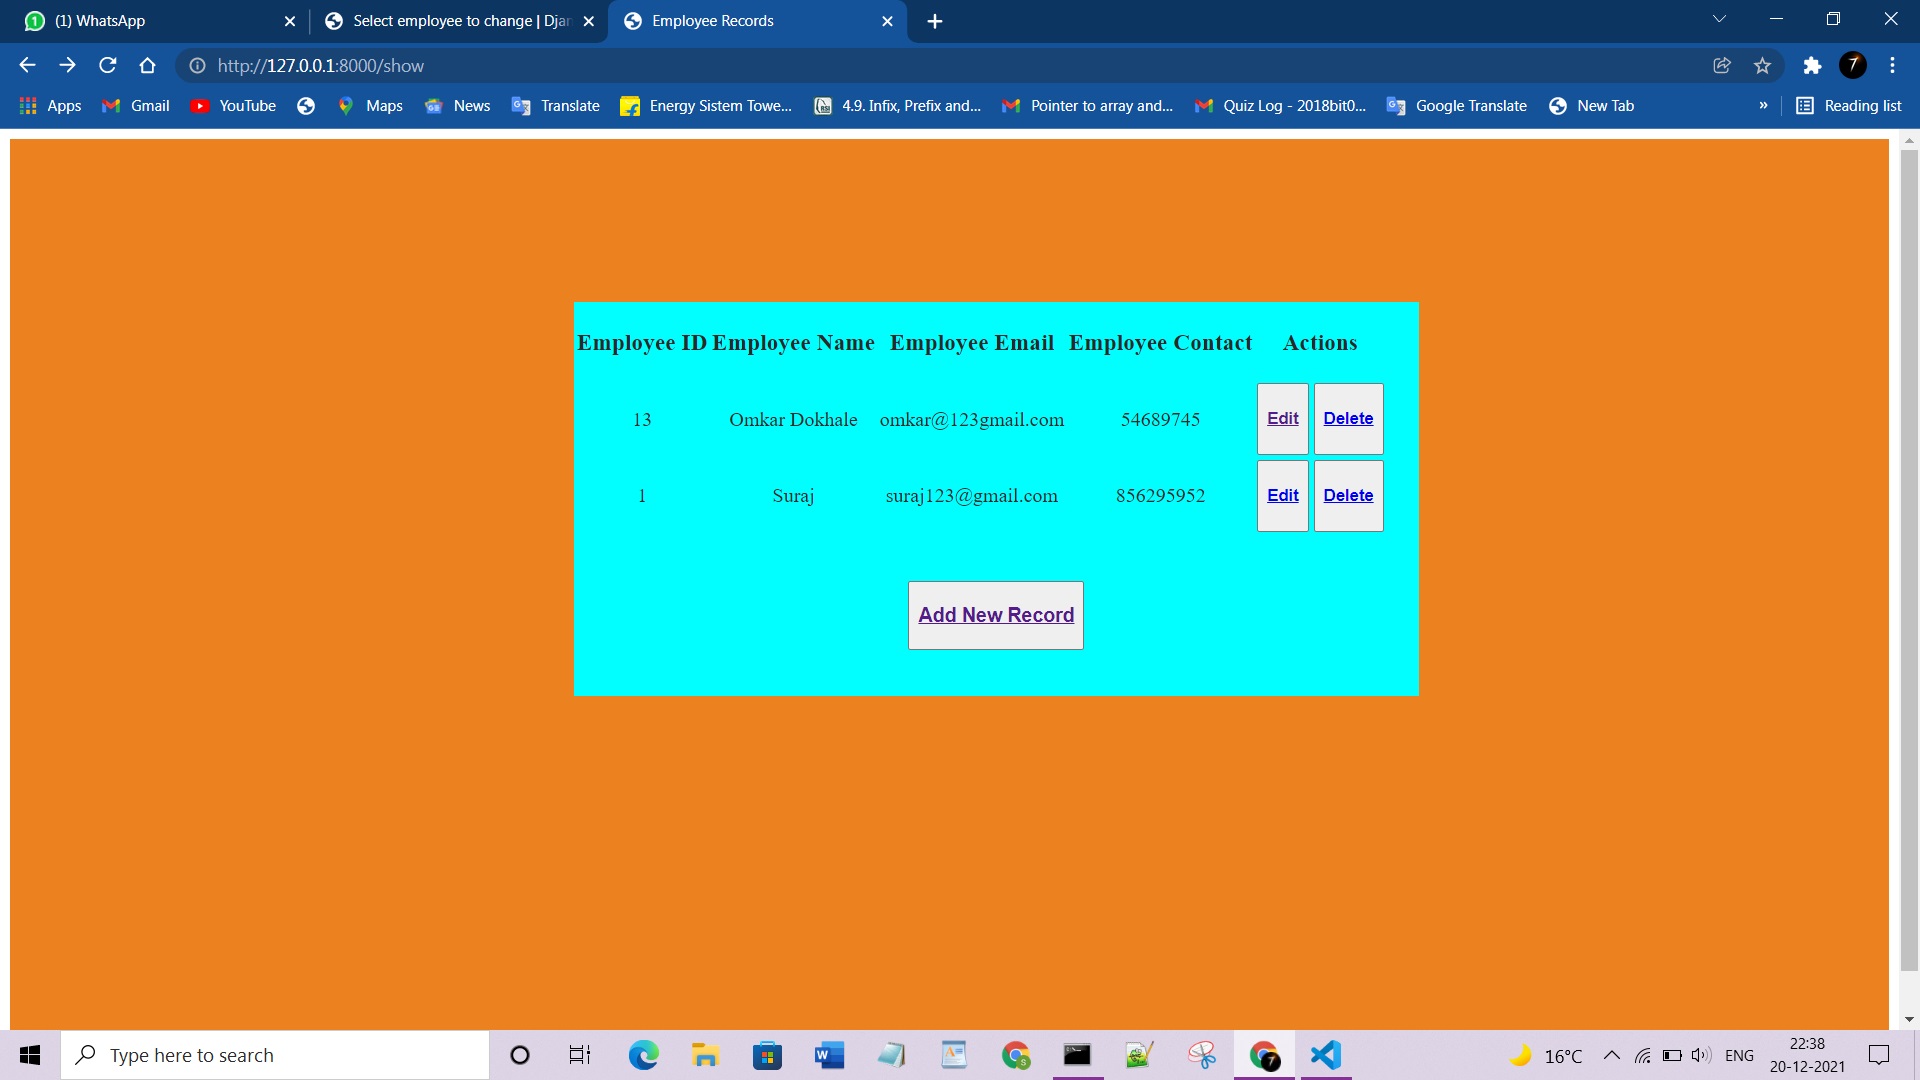 (1) WhatsApp
Select employee to change | Djan
Employee Records
http://127.0.0.1:8000/show
Apps
Gmail
YouTube
Maps
News
Translate
Energy Sistem Towe...
4.9. Infix, Prefix and...
Pointer to array and...
Quiz Log - 2018bit0...
Google Translate
New Tab
»
Reading list
Employee ID Employee Name Employee Email Employee Contact Actions
13 Omkar Dokhale omkar@123gmail.com 54689745 Edit Delete
1 Suraj suraj123@gmail.com 856295952 Edit Delete
Add New Record
Type here to search
16°C
ENG
22:38
20-12-2021